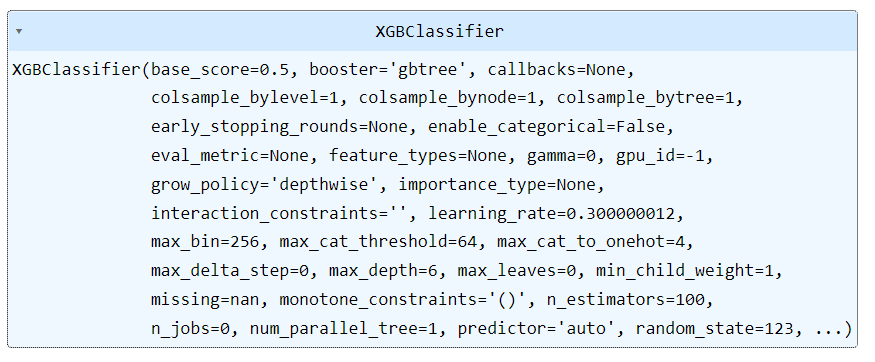 XGBClassifier
XGBClassifier(base_score=0.5, booster='gbtree', callbacks=None,
colsample_bylevel=1, colsample_bynode=1, colsample_bytree=1,
early_stopping_rounds=None, enable_categorical=False,
eval_metric=None, feature_types=None, gamma=0, gpu_id=-1,
grow_policy='depthwise', importance_type=None,
interaction_constraints='', learning_rate=0.300000012,
max_bin=256, max_cat_threshold=64, max_cat_to_onehot=4,
max_delta_step=0, max_depth=6, max_leaves=0, min_child_weight=1,
missing=nan, monotone_constraints='()', n_estimators=100,
n_jobs=0, num_parallel_tree=1, predictor='auto', random_state=123, ...)